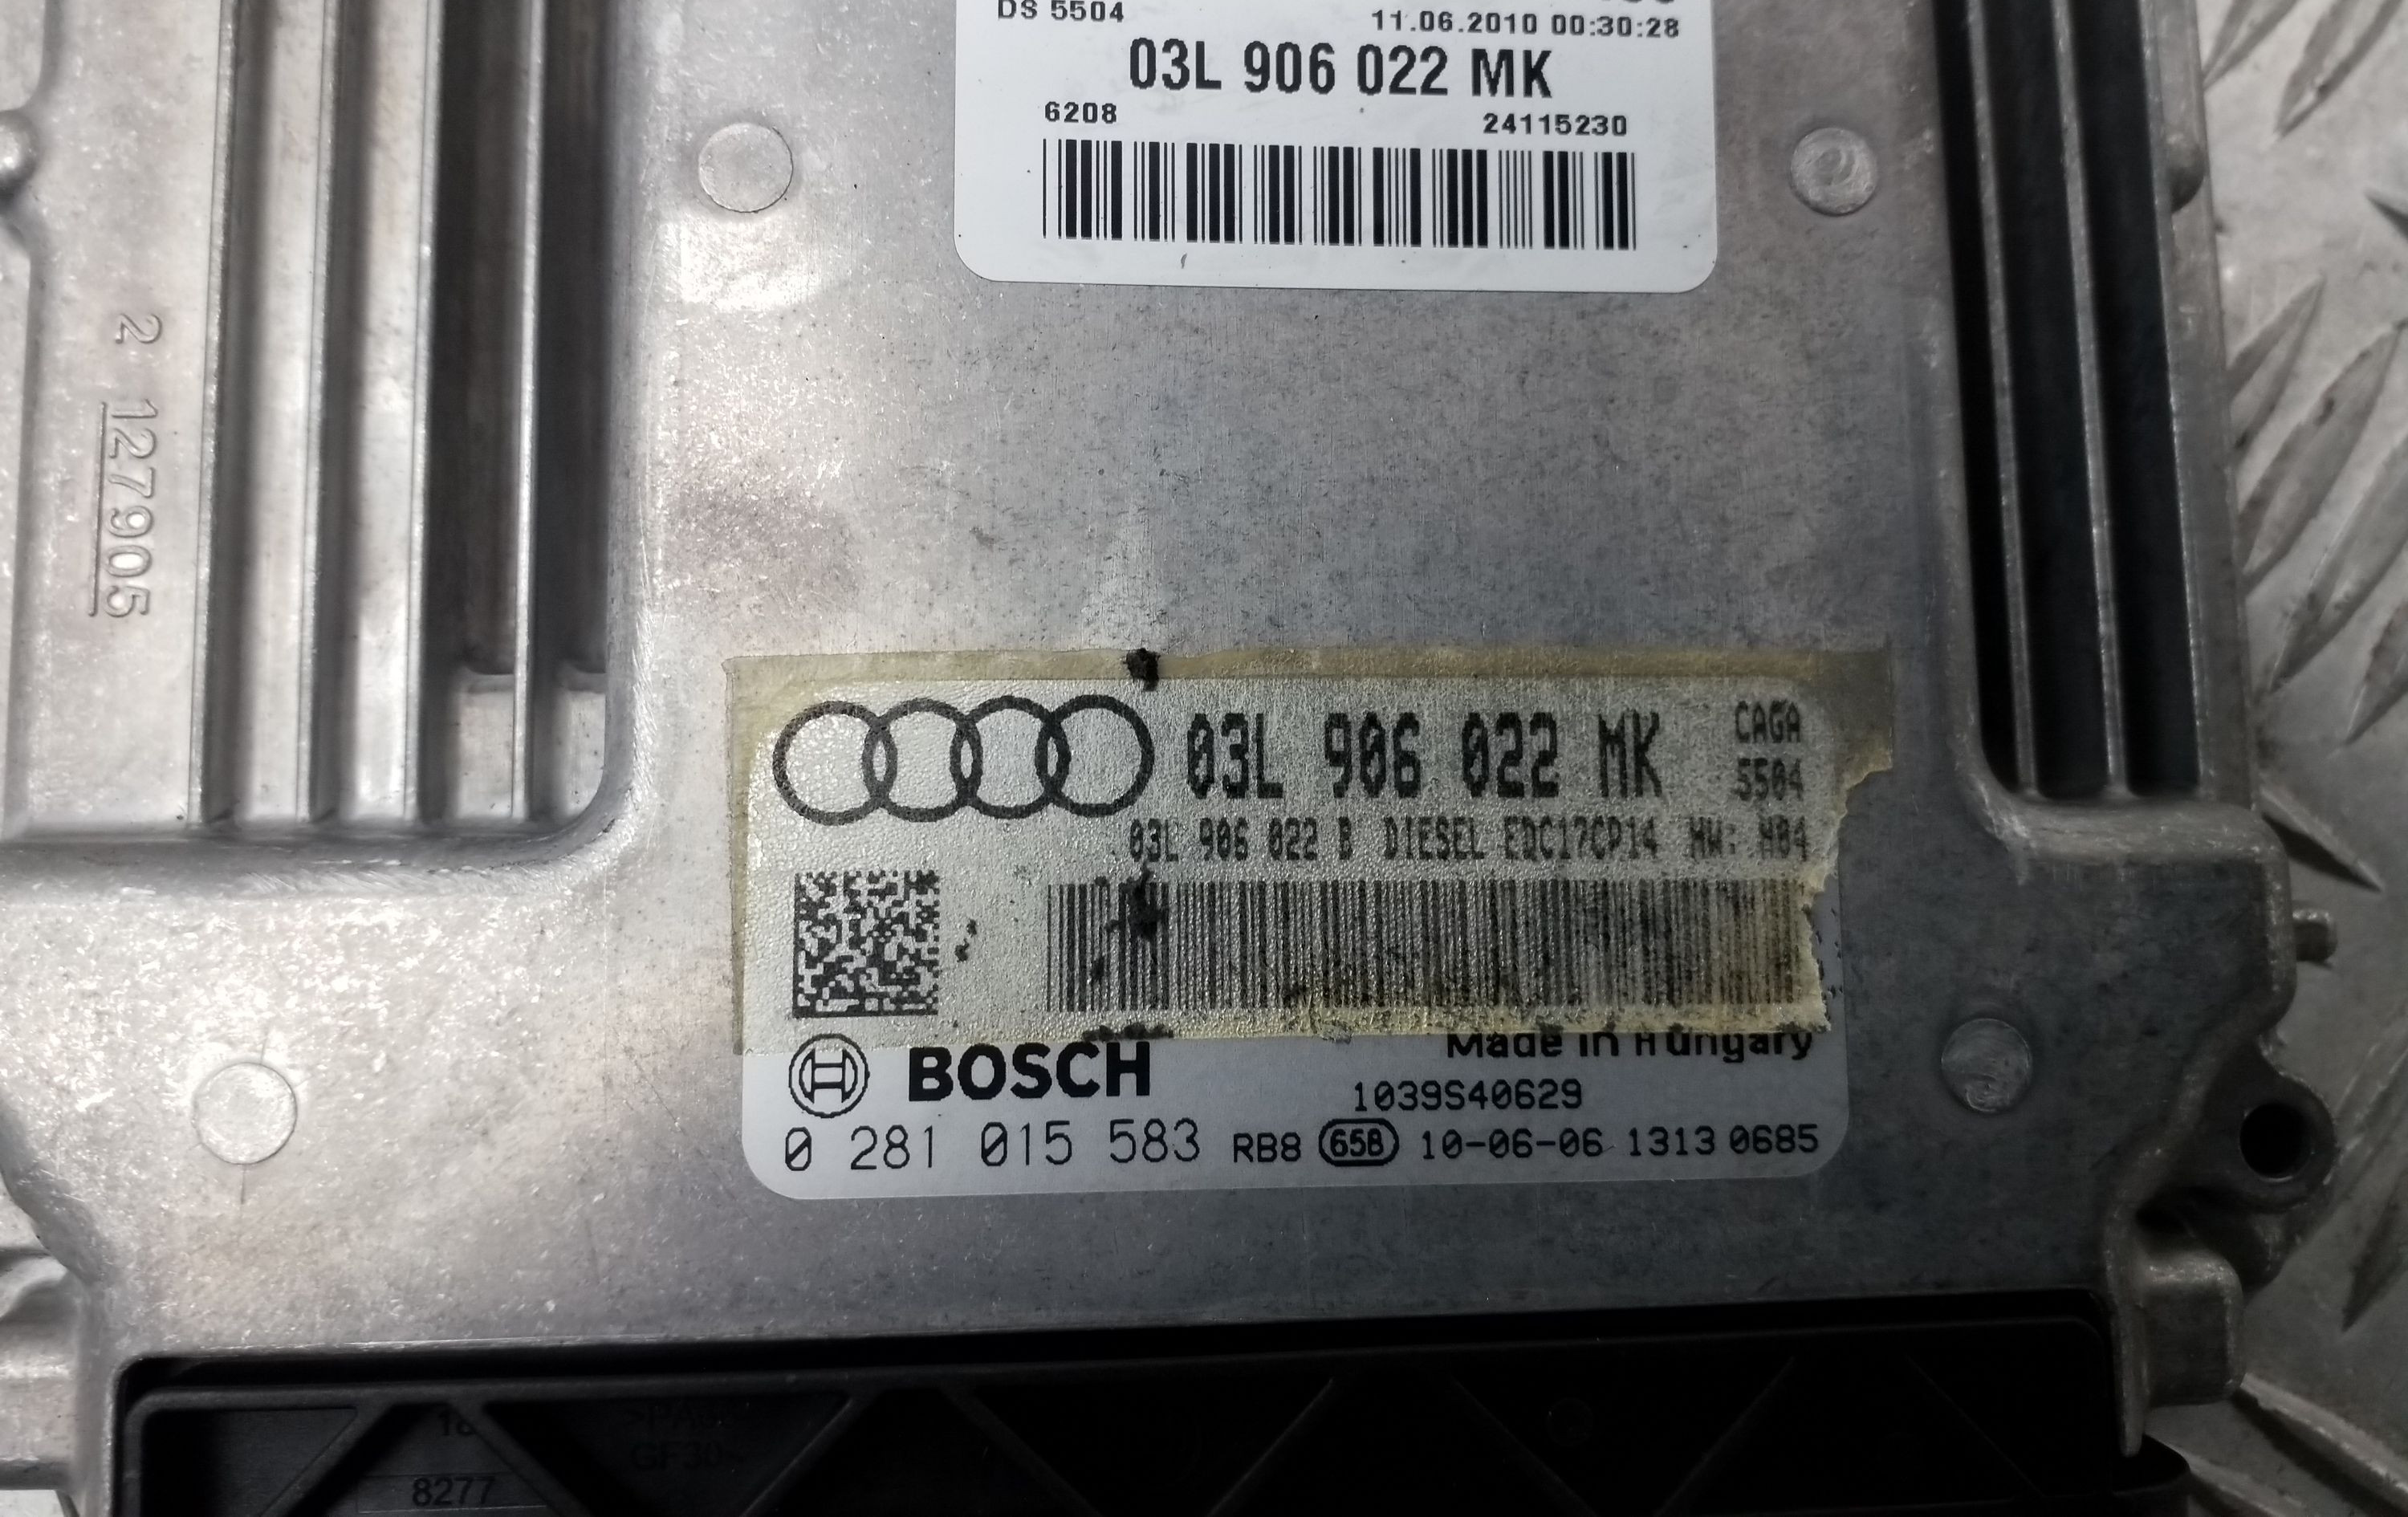 DS 5504
11.06.2010 00:30:28
03L 906 022 MK
6208
24115230
2 127905
03L 906 022 MK
CAGA
5504
03L 906 022 B DIESEL EDC17CP14 HW: H04
BOSCH
Made in Hungary
1039S40629
0 281 015 583 RB8 65B 10-06-06 1313 0685
GF30<
8277